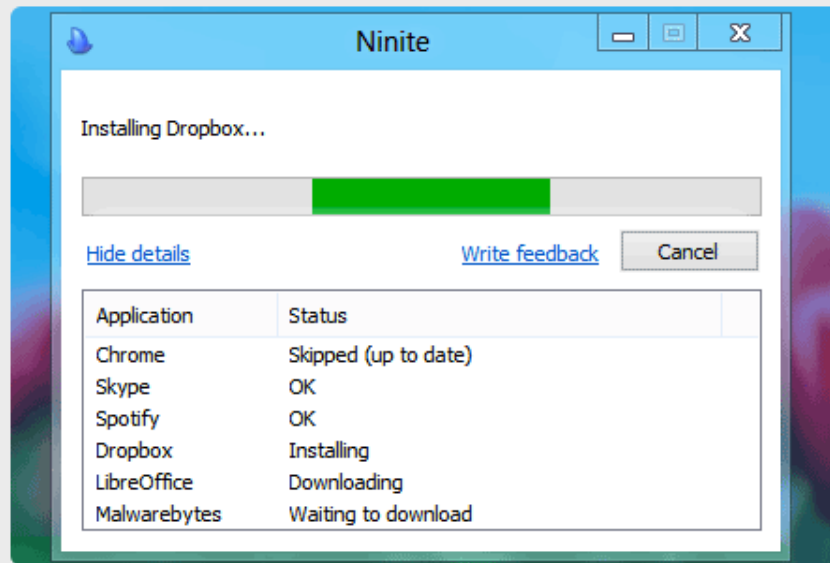 Ninite
Installing Dropbox...
Hide details Write feedback Cancel
Application Status
Chrome Skipped (up to date)
Skype OK
Spotify OK
Dropbox Installing
LibreOffice Downloading
Malwarebytes Waiting to download